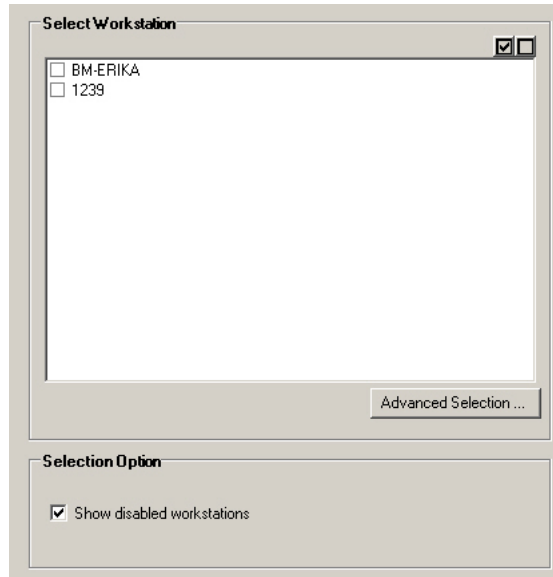 Select Workstation
BM-ERIKA
1239
Advanced Selection ...
Selection Option
Show disabled workstations